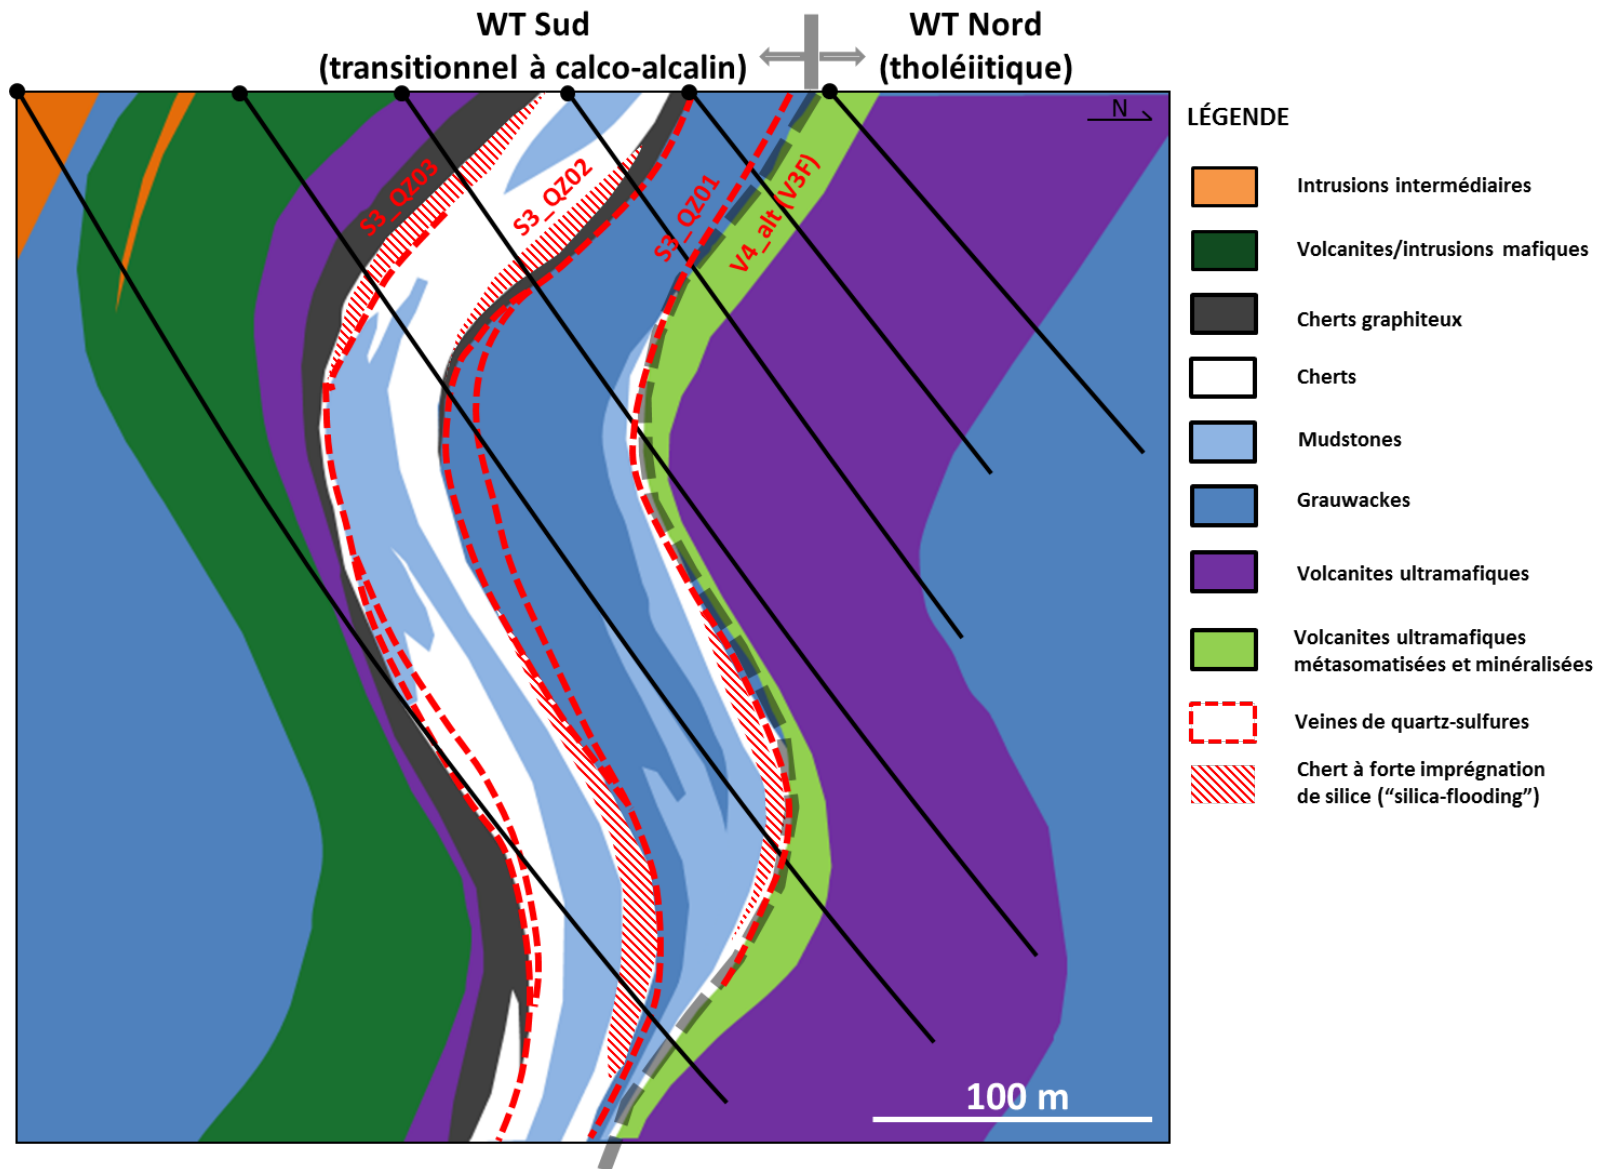 WT Sud
(transitionnel à calco-alcalin)
WT Nord
(tholéiitique)
N
S3_QZ03
S3_QZ02
S3_QZ01
V4_alt (V3F)
100 m
LÉGENDE
Intrusions intermédiaires
Volcanites/intrusions mafiques
Cherts graphiteux
Cherts
Mudstones
Grauwackes
Volcanites ultramafiques
Volcanites ultramafiques
métasomatisées et minéralisées
Veines de quartz-sulfures
Chert à forte imprégnation
de silice (“silica-flooding”)